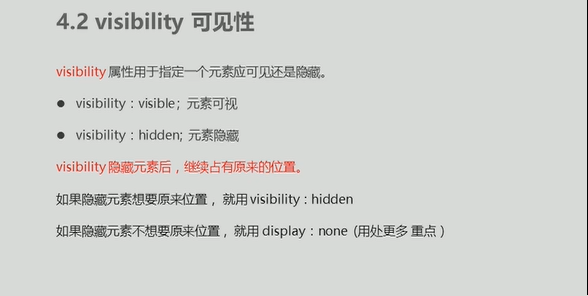 4.2 visibility 可见性
visibility 属性用于指定一个元素应可见还是隐藏。
● visibility：visible；元素可视
● visibility：hidden; 元素隐藏
visibility 隐藏元素后，继续占有原来的位置。
如果隐藏元素想要原来位置，就用 visibility：hidden
如果隐藏元素不想要原来位置，就用 display：none (用处更多 重点）